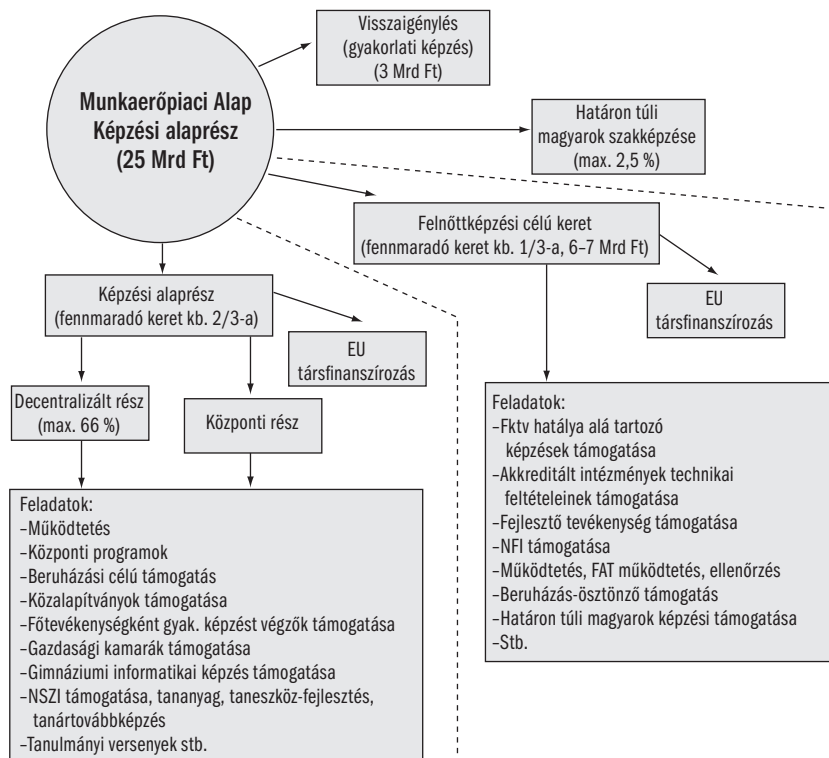 Visszaigénylés
(gyakorlati képzés)
(3 Mrd Ft)
Munkaerőpiaci Alap
Képzési alaprész
(25 Mrd Ft)
Határon túli
magyarok szakképzése
(max. 2,5 %)
Felnőttképzési célú keret
(fennmaradó keret kb. 1/3-a, 6–7 Mrd Ft)
Képzési alaprész
(fennmaradó keret kb. 2/3-a)
EU
társfinanszírozás
EU
társfinanszírozás
Decentralizált rész
(max. 66 %)
Központi rész
Feladatok:
–Működtetés
–Központi programok
–Beruházási célú támogatás
–Közalapítványok támogatása
–Főtevékenységként gyak. képzést végzők támogatása
–Gazdasági kamarák támogatása
–Gimnáziumi informatikai képzés támogatása
–NSZI támogatása, tananyag, taneszköz-fejlesztés,
tanártovábbképzés
–Tanulmányi versenyek stb.
Feladatok:
–Fktv hatálya alá tartozó
képzések támogatása
–Akkreditált intézmények technikai
feltételeinek támogatása
–Fejlesztő tevékenység támogatása
–NFI támogatása
–Működtetés, FAT működtetés, ellenőrzés
–Beruházás-ösztönző támogatás
–Határon túli magyarok képzési támogatása
–Stb.